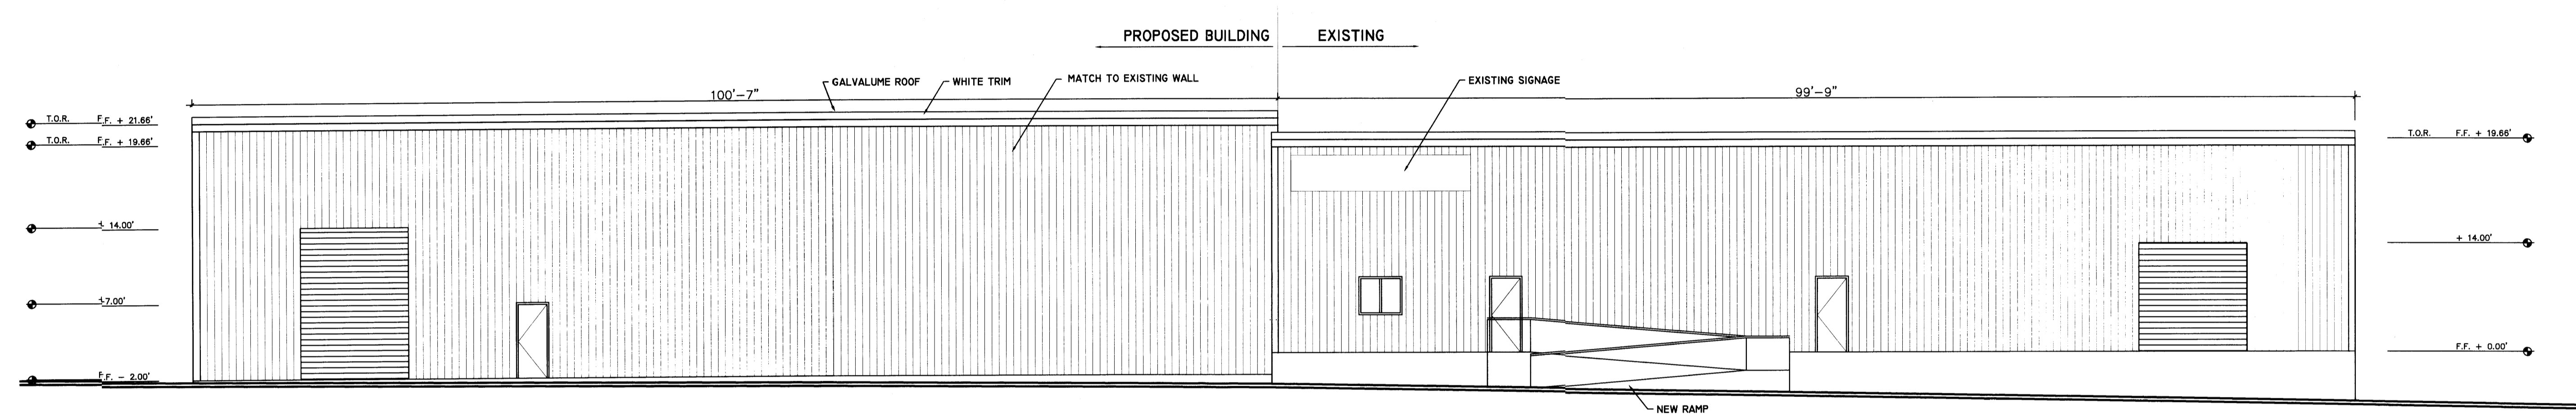 PROPOSED BUILDING
EXISTING
GALVALUME ROOF
WHITE TRIM
MATCH TO EXISTING WALL
EXISTING SIGNAGE
100'-7"
99'-9"
T.O.R. F.F. + 21.66'
T.O.R. F.F. + 19.66'
T.O.R. F.F. + 19.66'
+ 14.00'
+ 14.00'
+7.00'
F.F. + 0.00'
F.F. - 2.00'
NEW RAMP